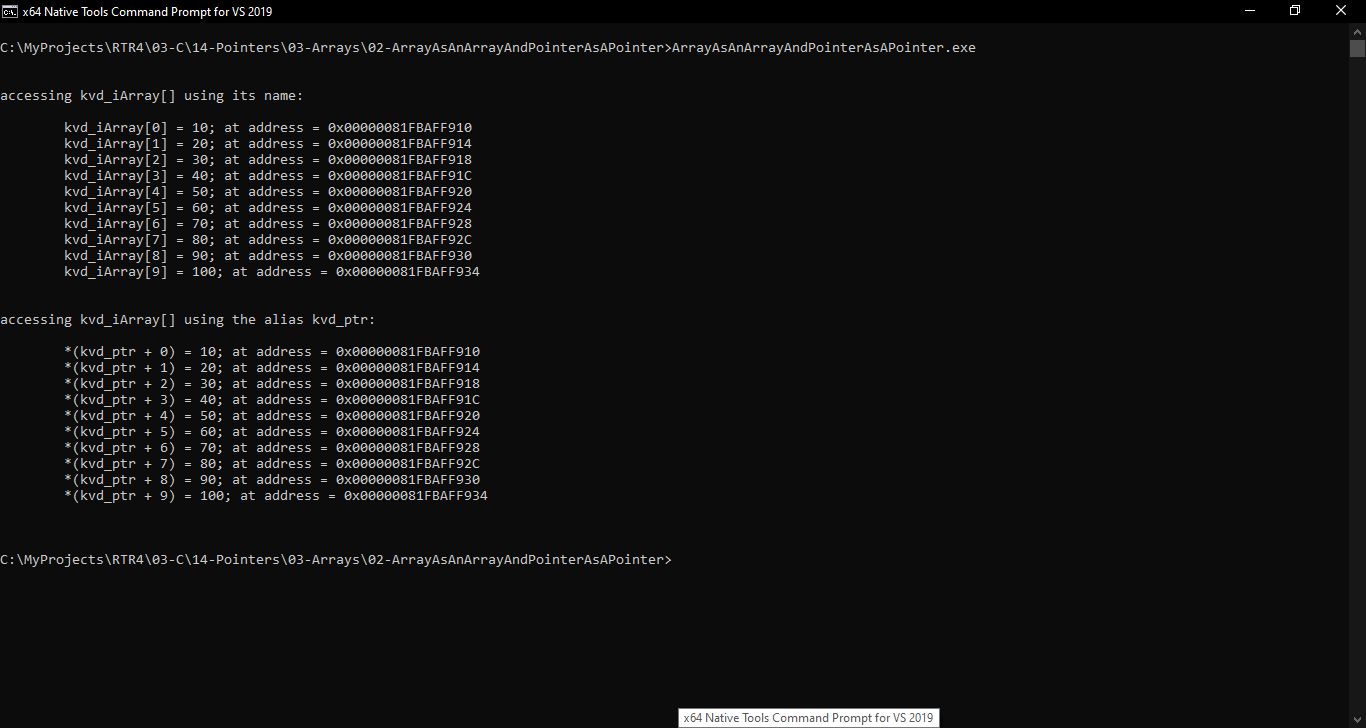 x64 Native Tools Command Prompt for VS 2019
C:\MyProjects\RTR4\03-C\14-Pointers\03-Arrays\02-ArrayAsAnArrayAndPointerAsAPointer>ArrayAsAnArrayAndPointerAsAPointer.exe
accessing kvd_iArray[] using its name:
kvd_iArray[0] = 10; at address = 0x00000081FBAFF910
kvd_iArray[1] = 20; at address = 0x00000081FBAFF914
kvd_iArray[2] = 30; at address = 0x00000081FBAFF918
kvd_iArray[3] = 40; at address = 0x00000081FBAFF91C
kvd_iArray[4] = 50; at address = 0x00000081FBAFF920
kvd_iArray[5] = 60; at address = 0x00000081FBAFF924
kvd_iArray[6] = 70; at address = 0x00000081FBAFF928
kvd_iArray[7] = 80; at address = 0x00000081FBAFF92C
kvd_iArray[8] = 90; at address = 0x00000081FBAFF930
kvd_iArray[9] = 100; at address = 0x00000081FBAFF934
accessing kvd_iArray[] using the alias kvd_ptr:
*(kvd_ptr + 0) = 10; at address = 0x00000081FBAFF910
*(kvd_ptr + 1) = 20; at address = 0x00000081FBAFF914
*(kvd_ptr + 2) = 30; at address = 0x00000081FBAFF918
*(kvd_ptr + 3) = 40; at address = 0x00000081FBAFF91C
*(kvd_ptr + 4) = 50; at address = 0x00000081FBAFF920
*(kvd_ptr + 5) = 60; at address = 0x00000081FBAFF924
*(kvd_ptr + 6) = 70; at address = 0x00000081FBAFF928
*(kvd_ptr + 7) = 80; at address = 0x00000081FBAFF92C
*(kvd_ptr + 8) = 90; at address = 0x00000081FBAFF930
*(kvd_ptr + 9) = 100; at address = 0x00000081FBAFF934
C:\MyProjects\RTR4\03-C\14-Pointers\03-Arrays\02-ArrayAsAnArrayAndPointerAsAPointer>
x64 Native Tools Command Prompt for VS 2019